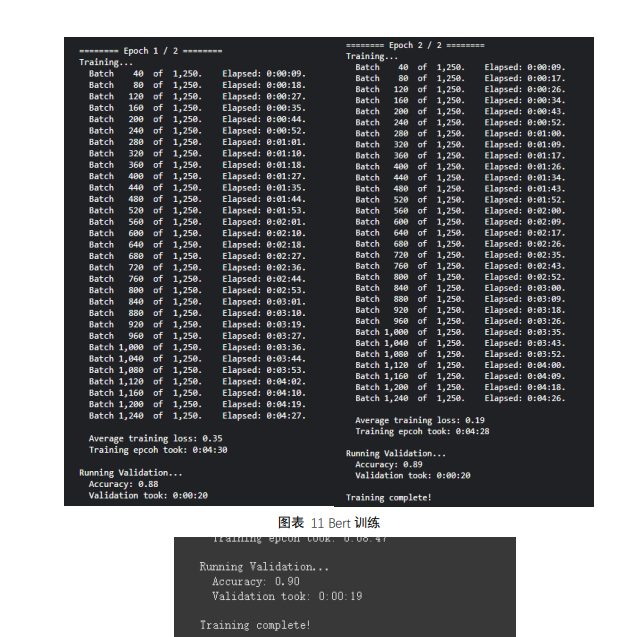 ======== Epoch 1 / 2 ========
Training...
Batch 40 of 1,250. Elapsed: 0:00:09.
Batch 80 of 1,250. Elapsed: 0:00:18.
Batch 120 of 1,250. Elapsed: 0:00:27.
Batch 160 of 1,250. Elapsed: 0:00:35.
Batch 200 of 1,250. Elapsed: 0:00:44.
Batch 240 of 1,250. Elapsed: 0:00:52.
Batch 280 of 1,250. Elapsed: 0:01:01.
Batch 320 of 1,250. Elapsed: 0:01:10.
Batch 360 of 1,250. Elapsed: 0:01:18.
Batch 400 of 1,250. Elapsed: 0:01:27.
Batch 440 of 1,250. Elapsed: 0:01:35.
Batch 480 of 1,250. Elapsed: 0:01:44.
Batch 520 of 1,250. Elapsed: 0:01:53.
Batch 560 of 1,250. Elapsed: 0:02:01.
Batch 600 of 1,250. Elapsed: 0:02:10.
Batch 640 of 1,250. Elapsed: 0:02:18.
Batch 680 of 1,250. Elapsed: 0:02:27.
Batch 720 of 1,250. Elapsed: 0:02:36.
Batch 760 of 1,250. Elapsed: 0:02:44.
Batch 800 of 1,250. Elapsed: 0:02:53.
Batch 840 of 1,250. Elapsed: 0:03:01.
Batch 880 of 1,250. Elapsed: 0:03:10.
Batch 920 of 1,250. Elapsed: 0:03:19.
Batch 960 of 1,250. Elapsed: 0:03:27.
Batch 1,000 of 1,250. Elapsed: 0:03:36.
Batch 1,040 of 1,250. Elapsed: 0:03:44.
Batch 1,080 of 1,250. Elapsed: 0:03:53.
Batch 1,120 of 1,250. Elapsed: 0:04:02.
Batch 1,160 of 1,250. Elapsed: 0:04:10.
Batch 1,200 of 1,250. Elapsed: 0:04:19.
Batch 1,240 of 1,250. Elapsed: 0:04:27.
Average training loss: 0.35
Training epcoh took: 0:04:30
Running Validation...
Accuracy: 0.88
Validation took: 0:00:20
======== Epoch 2 / 2 ========
Training...
Batch 40 of 1,250. Elapsed: 0:00:09.
Batch 80 of 1,250. Elapsed: 0:00:17.
Batch 120 of 1,250. Elapsed: 0:00:26.
Batch 160 of 1,250. Elapsed: 0:00:34.
Batch 200 of 1,250. Elapsed: 0:00:43.
Batch 240 of 1,250. Elapsed: 0:00:52.
Batch 280 of 1,250. Elapsed: 0:01:00.
Batch 320 of 1,250. Elapsed: 0:01:09.
Batch 360 of 1,250. Elapsed: 0:01:17.
Batch 400 of 1,250. Elapsed: 0:01:26.
Batch 440 of 1,250. Elapsed: 0:01:34.
Batch 480 of 1,250. Elapsed: 0:01:43.
Batch 520 of 1,250. Elapsed: 0:01:52.
Batch 560 of 1,250. Elapsed: 0:02:00.
Batch 600 of 1,250. Elapsed: 0:02:09.
Batch 640 of 1,250. Elapsed: 0:02:17.
Batch 680 of 1,250. Elapsed: 0:02:26.
Batch 720 of 1,250. Elapsed: 0:02:35.
Batch 760 of 1,250. Elapsed: 0:02:43.
Batch 800 of 1,250. Elapsed: 0:02:52.
Batch 840 of 1,250. Elapsed: 0:03:00.
Batch 880 of 1,250. Elapsed: 0:03:09.
Batch 920 of 1,250. Elapsed: 0:03:18.
Batch 960 of 1,250. Elapsed: 0:03:26.
Batch 1,000 of 1,250. Elapsed: 0:03:35.
Batch 1,040 of 1,250. Elapsed: 0:03:43.
Batch 1,080 of 1,250. Elapsed: 0:03:52.
Batch 1,120 of 1,250. Elapsed: 0:04:00.
Batch 1,160 of 1,250. Elapsed: 0:04:09.
Batch 1,200 of 1,250. Elapsed: 0:04:18.
Batch 1,240 of 1,250. Elapsed: 0:04:26.
Average training loss: 0.19
Training epcoh took: 0:04:28
Running Validation...
Accuracy: 0.89
Validation took: 0:00:20
Training complete!
图表 11 Bert 训练
Training epcoh took: 0:08:47
Running Validation...
Accuracy: 0.90
Validation took: 0:00:19
Training complete!